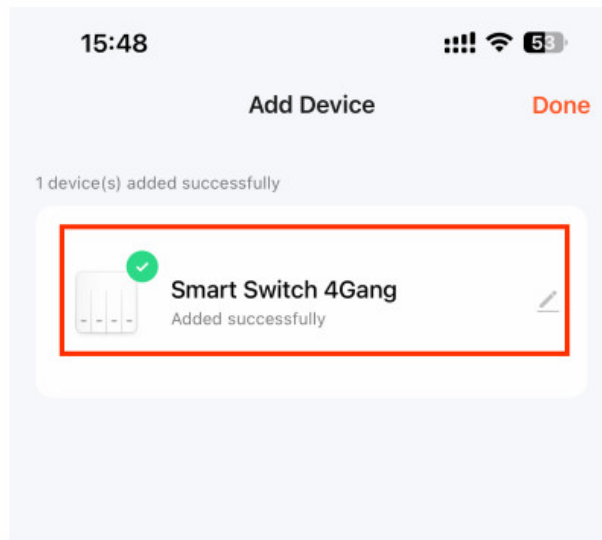 15:48
53
Add Device
Done
1 device(s) added successfully
Smart Switch 4Gang
Added successfully